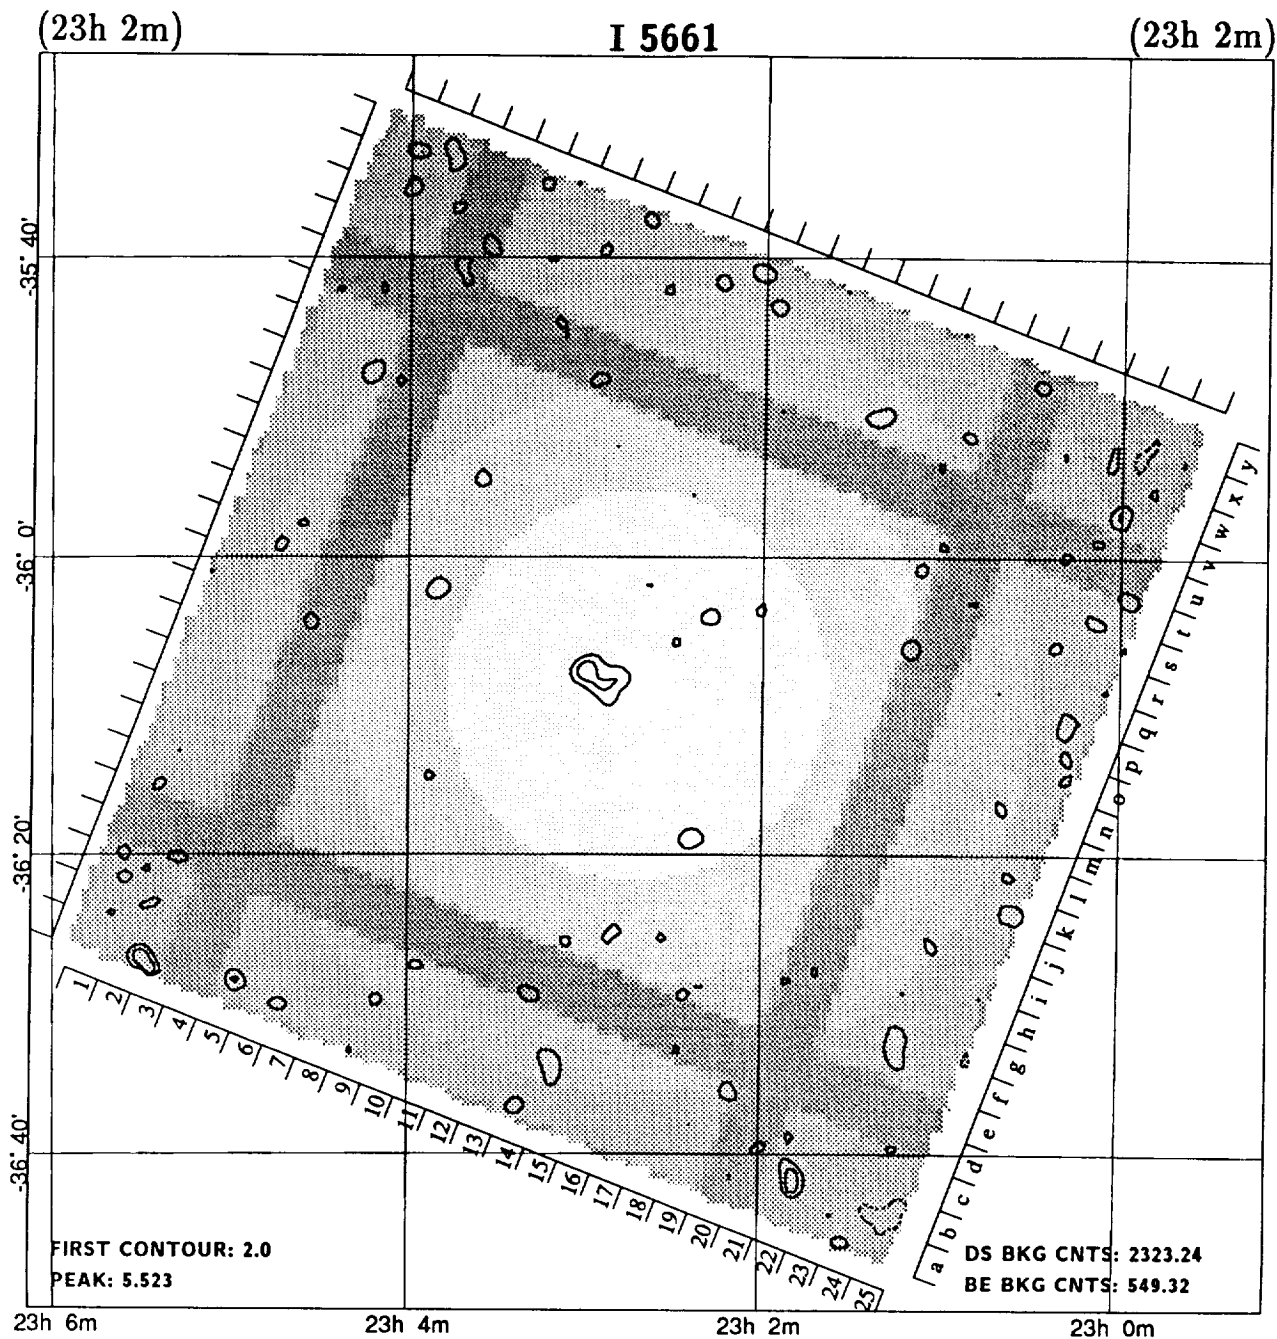 (23h 2m) I 5661 (23h 2m)
-35° 40'
-36° 0'
-36° 20'
-36° 40'
y
x
w
v
u
t
s
r
q
p
o
n
m
l
k
j
i
h
g
f
e
d
c
b
a
1 2 3 4 5 6 7 8 9 10 11 12 13 14 15 16 17 18 19 20 21 22 23 24 25
FIRST CONTOUR: 2.0
PEAK: 5.523
DS BKG CNTS: 2323.24
BE BKG CNTS: 549.32
23h 6m 23h 4m 23h 2m 23h 0m